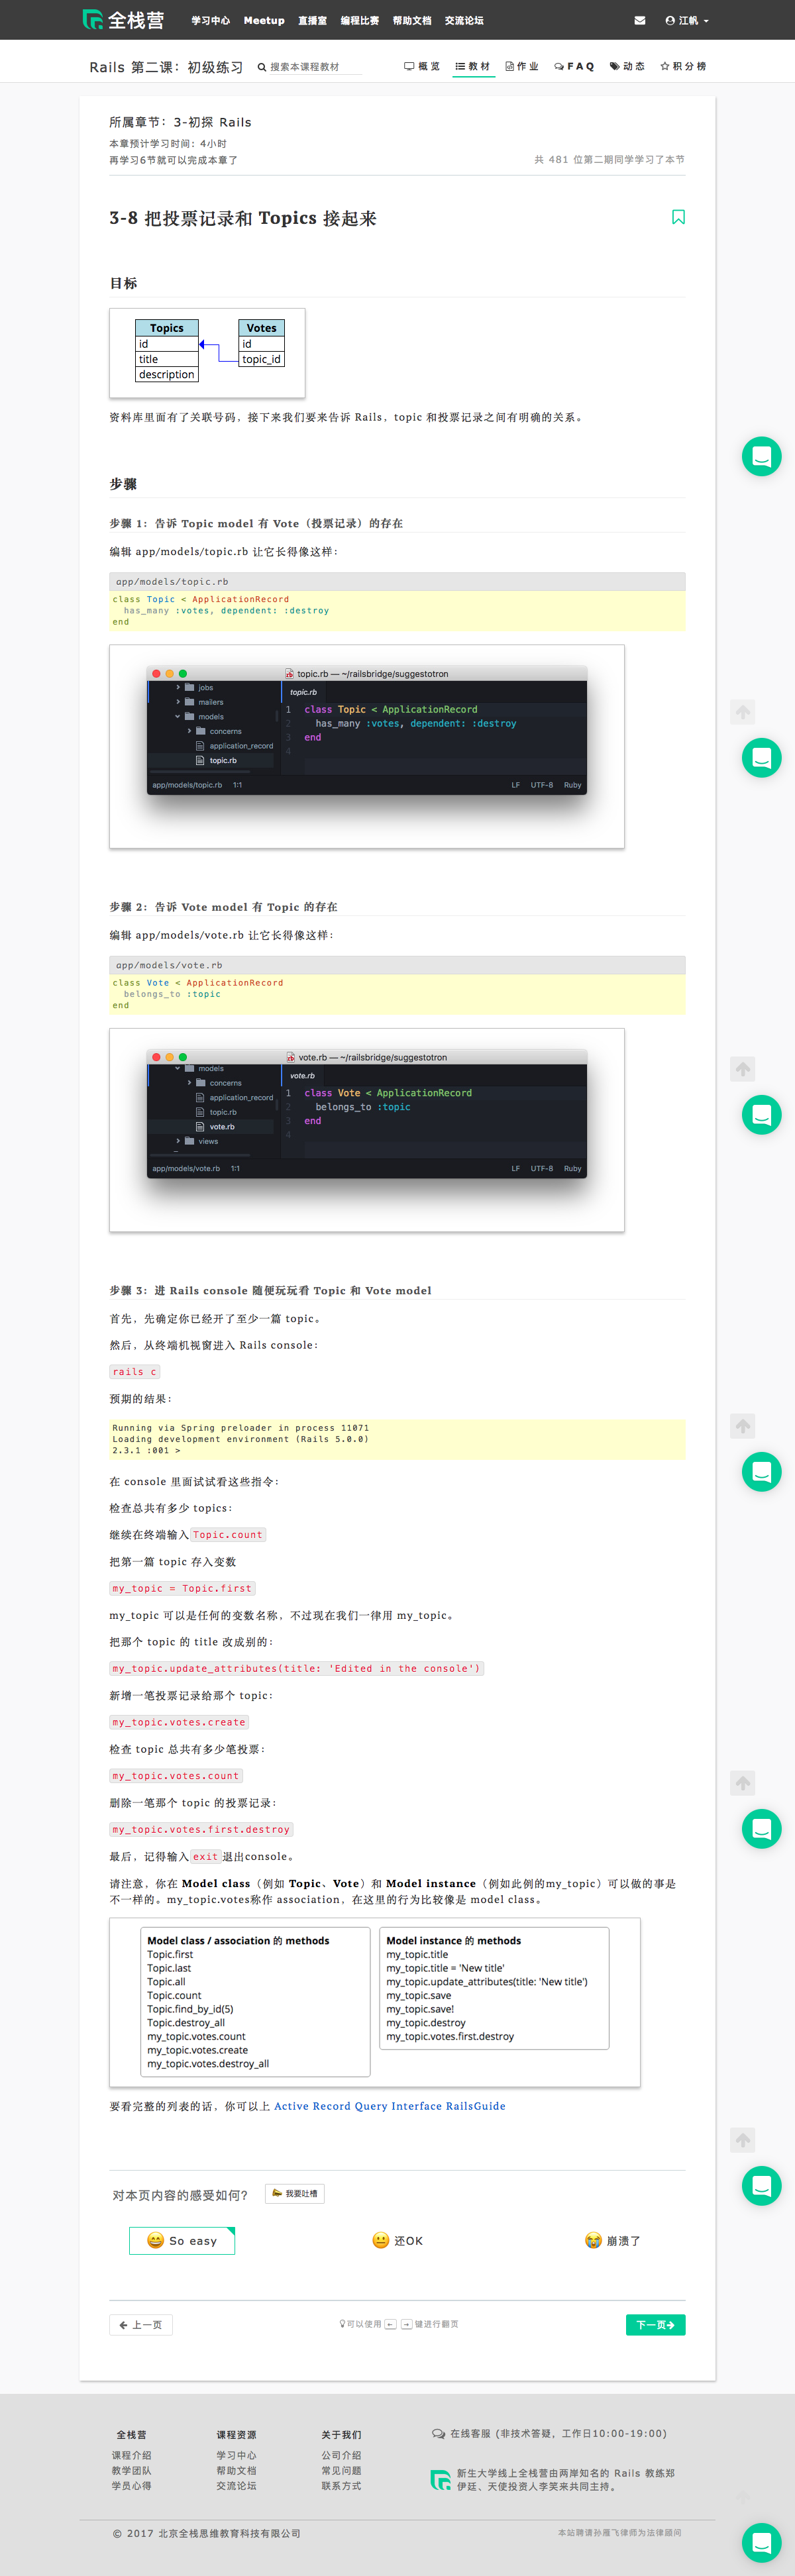 全栈营 学习中心 Meetup 直播室 编程比赛 帮助文档 交流论坛 江帆
Rails 第二课：初级练习 搜索本课程教材 概览 教材 作业 FAQ 动态 积分榜
所属章节：3-初探 Rails
本章预计学习时间：4小时
再学习6节就可以完成本章了 共 481 位第二期同学学习了本节
3-8 把投票记录和 Topics 接起来
目标
Topics Votes
id id
title topic_id
description
资料库里面有了关联号码，接下来我们要来告诉 Rails，topic 和投票记录之间有明确的关系。
步骤
步骤 1：告诉 Topic model 有 Vote（投票记录）的存在
编辑 app/models/topic.rb 让它长得像这样：
app/models/topic.rb
class Topic < ApplicationRecord
has_many :votes, dependent: :destroy
end
topic.rb — ~/railsbridge/suggestotron
jobs
mailers
models
concerns
application_record
topic.rb
topic.rb
1 class Topic < ApplicationRecord
2 has_many :votes, dependent: :destroy
3 end
4
app/models/topic.rb 1:1 LF UTF-8 Ruby
步骤 2：告诉 Vote model 有 Topic 的存在
编辑 app/models/vote.rb 让它长得像这样：
app/models/vote.rb
class Vote < ApplicationRecord
belongs_to :topic
end
vote.rb — ~/railsbridge/suggestotron
models
concerns
application_record
topic.rb
vote.rb
views
vote.rb
1 class Vote < ApplicationRecord
2 belongs_to :topic
3 end
4
app/models/vote.rb 1:1 LF UTF-8 Ruby
步骤 3：进 Rails console 随便玩玩看 Topic 和 Vote model
首先，先确定你已经开了至少一篇 topic。
然后，从终端机视窗进入 Rails console：
rails c
预期的结果：
Running via Spring preloader in process 11071
Loading development environment (Rails 5.0.0)
2.3.1 :001 >
在 console 里面试试看这些指令：
检查总共有多少 topics：
继续在终端输入 Topic.count
把第一篇 topic 存入变数
my_topic = Topic.first
my_topic 可以是任何的变数名称，不过现在我们一律用 my_topic。
把那个 topic 的 title 改成别的：
my_topic.update_attributes(title: 'Edited in the console')
新增一笔投票记录给那个 topic：
my_topic.votes.create
检查 topic 总共有多少笔投票：
my_topic.votes.count
删除一笔那个 topic 的投票记录：
my_topic.votes.first.destroy
最后，记得输入 exit 退出console。
请注意，你在 Model class（例如 Topic、Vote）和 Model instance（例如此例的my_topic）可以做的事是
不一样的。my_topic.votes称作 association，在这里的行为比较像是 model class。
Model class / association 的 methods
Topic.first
Topic.last
Topic.all
Topic.count
Topic.find_by_id(5)
Topic.destroy_all
my_topic.votes.count
my_topic.votes.create
my_topic.votes.destroy_all
Model instance 的 methods
my_topic.title
my_topic.title = 'New title'
my_topic.update_attributes(title: 'New title')
my_topic.save
my_topic.save!
my_topic.destroy
my_topic.votes.first.destroy
要看完整的列表的话，你可以上 Active Record Query Interface RailsGuide
对本页内容的感受如何？ 我要吐槽
So easy 还OK 崩溃了
上一页 可以使用 ← → 键进行翻页 下一页
全栈营 课程资源 关于我们 在线客服 (非技术答疑，工作日10:00-19:00)
课程介绍 学习中心 公司介绍
教学团队 帮助文档 常见问题
学员心得 交流论坛 联系方式
新生大学线上全栈营由两岸知名的 Rails 教练郑
伊廷、天使投资人李笑来共同主持。
© 2017 北京全栈思维教育科技有限公司 本站聘请孙雁飞律师为法律顾问